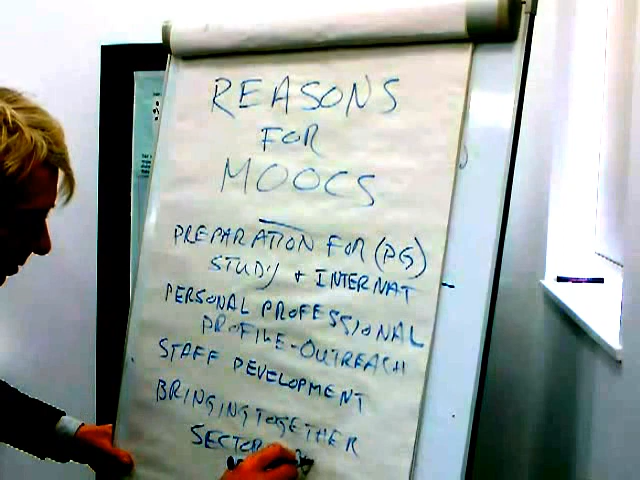 REASONS
FOR
MOOCS
PREPARATION FOR (PG)
STUDY + INTERNAT
PERSONAL PROFESSIONAL
PROFILE - OUTREACH
STAFF DEVELOPMENT
BRINGING TOGETHER
SECTOR